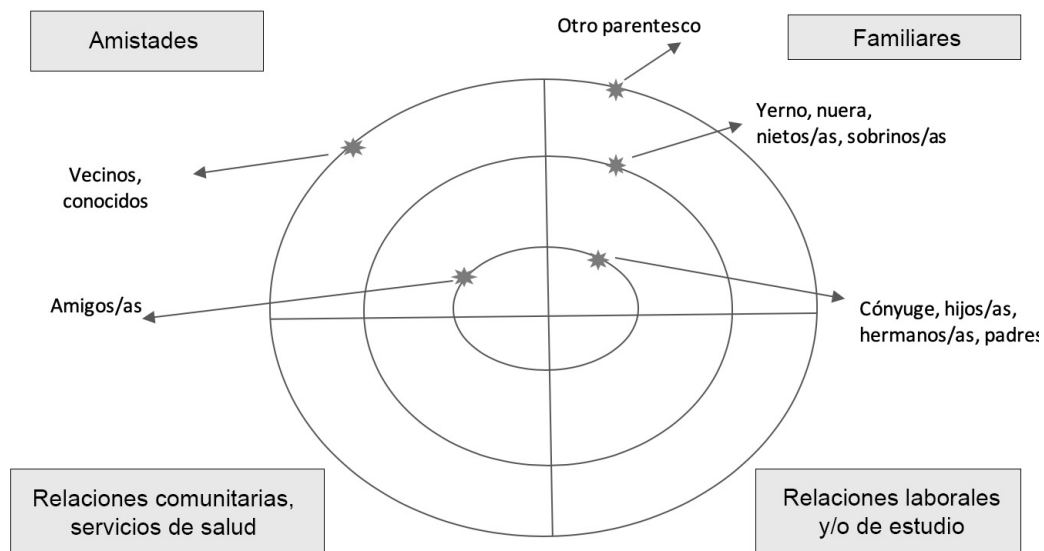 Amistades
Otro parentesco
Familiares
Yerno, nuera,
nietos/as, sobrinos/as
Vecinos,
conocidos
Amigos/as
Cónyuge, hijos/as,
hermanos/as, padres
Relaciones comunitarias,
servicios de salud
Relaciones laborales
y/o de estudio